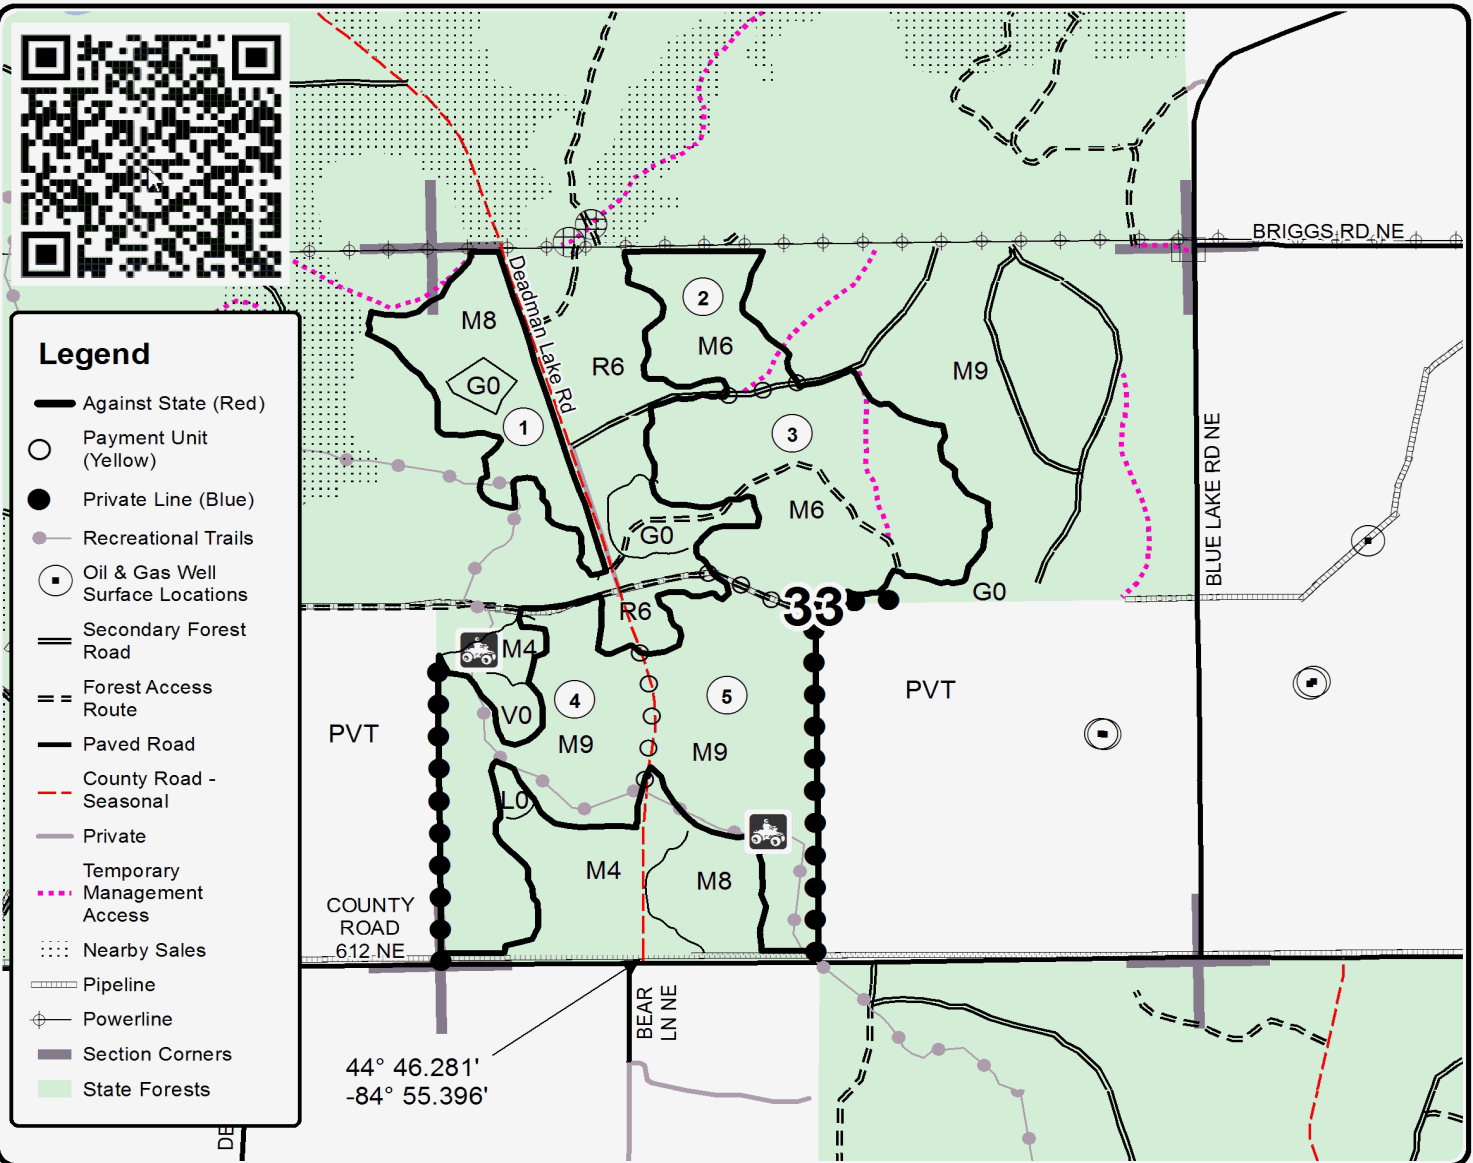 BRIGGS RD NE
Deadman Lake Rd
2
M8
M6
R6
M9
G0
1
3
M6
G0
BLUE LAKE RD NE
33
G0
R6
M4
4
5
PVT
V0
PVT
M9
M9
L0
M4
M8
COUNTY
ROAD
612 NE
BEAR
LN NE
44° 46.281'
-84° 55.396'
DE
Legend
Against State (Red)
Payment Unit
(Yellow)
Private Line (Blue)
Recreational Trails
Oil & Gas Well
Surface Locations
Secondary Forest
Road
Forest Access
Route
Paved Road
County Road -
Seasonal
Private
Temporary
Management
Access
Nearby Sales
Pipeline
Powerline
Section Corners
State Forests